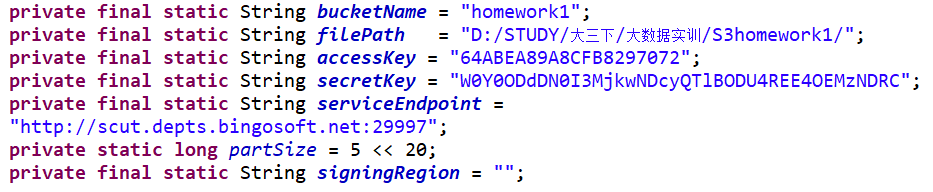 private final static String bucketName = "homework1";
private final static String filePath   = "D:/STUDY/大三下/大数据实训/S3homework1/";
private final static String accessKey = "64ABEA89A8CFB8297072";
private final static String secretKey = "W0Y0ODdDN0I3MjkwNDcyQTlBODU4REE4OEMzNDRC";
private final static String serviceEndpoint =
"http://scut.depts.bingosoft.net:29997";
private static long partSize = 5 << 20;
private final static String signingRegion = "";